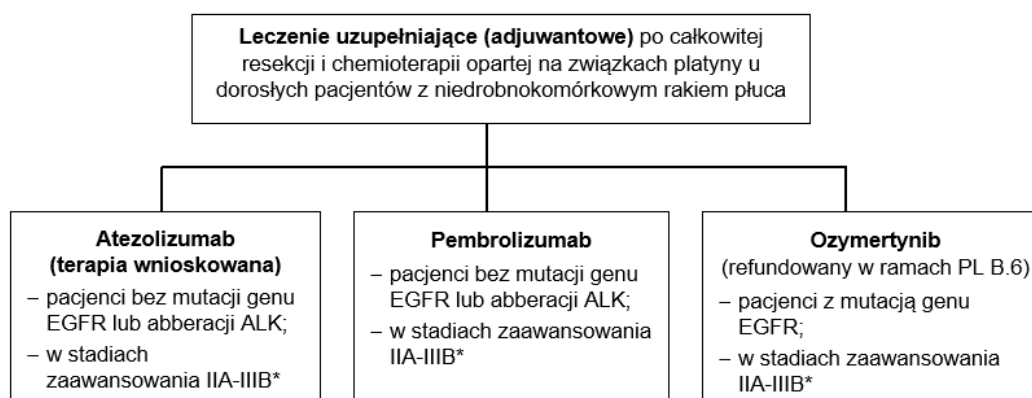 Leczenie uzupełniające (adjuwantowe) po całkowitej
resekcji i chemioterapii opartej na związkach platyny u
dorosłych pacjentów z niedrobnokomórkowym rakiem płuca
Atezolizumab
(terapia wnioskowana)
– pacjenci bez mutacji genu
EGFR lub abberacji ALK;
– w stadiach
zaawansowania IIA-IIIB*
Pembrolizumab
– pacjenci bez mutacji genu
EGFR lub abberacji ALK;
– w stadiach zaawansowania
IIA-IIIB*
Ozymertynib
(refundowany w ramach PL B.6)
– pacjenci z mutacją genu
EGFR;
– w stadiach zaawansowania
IIA-IIIB*